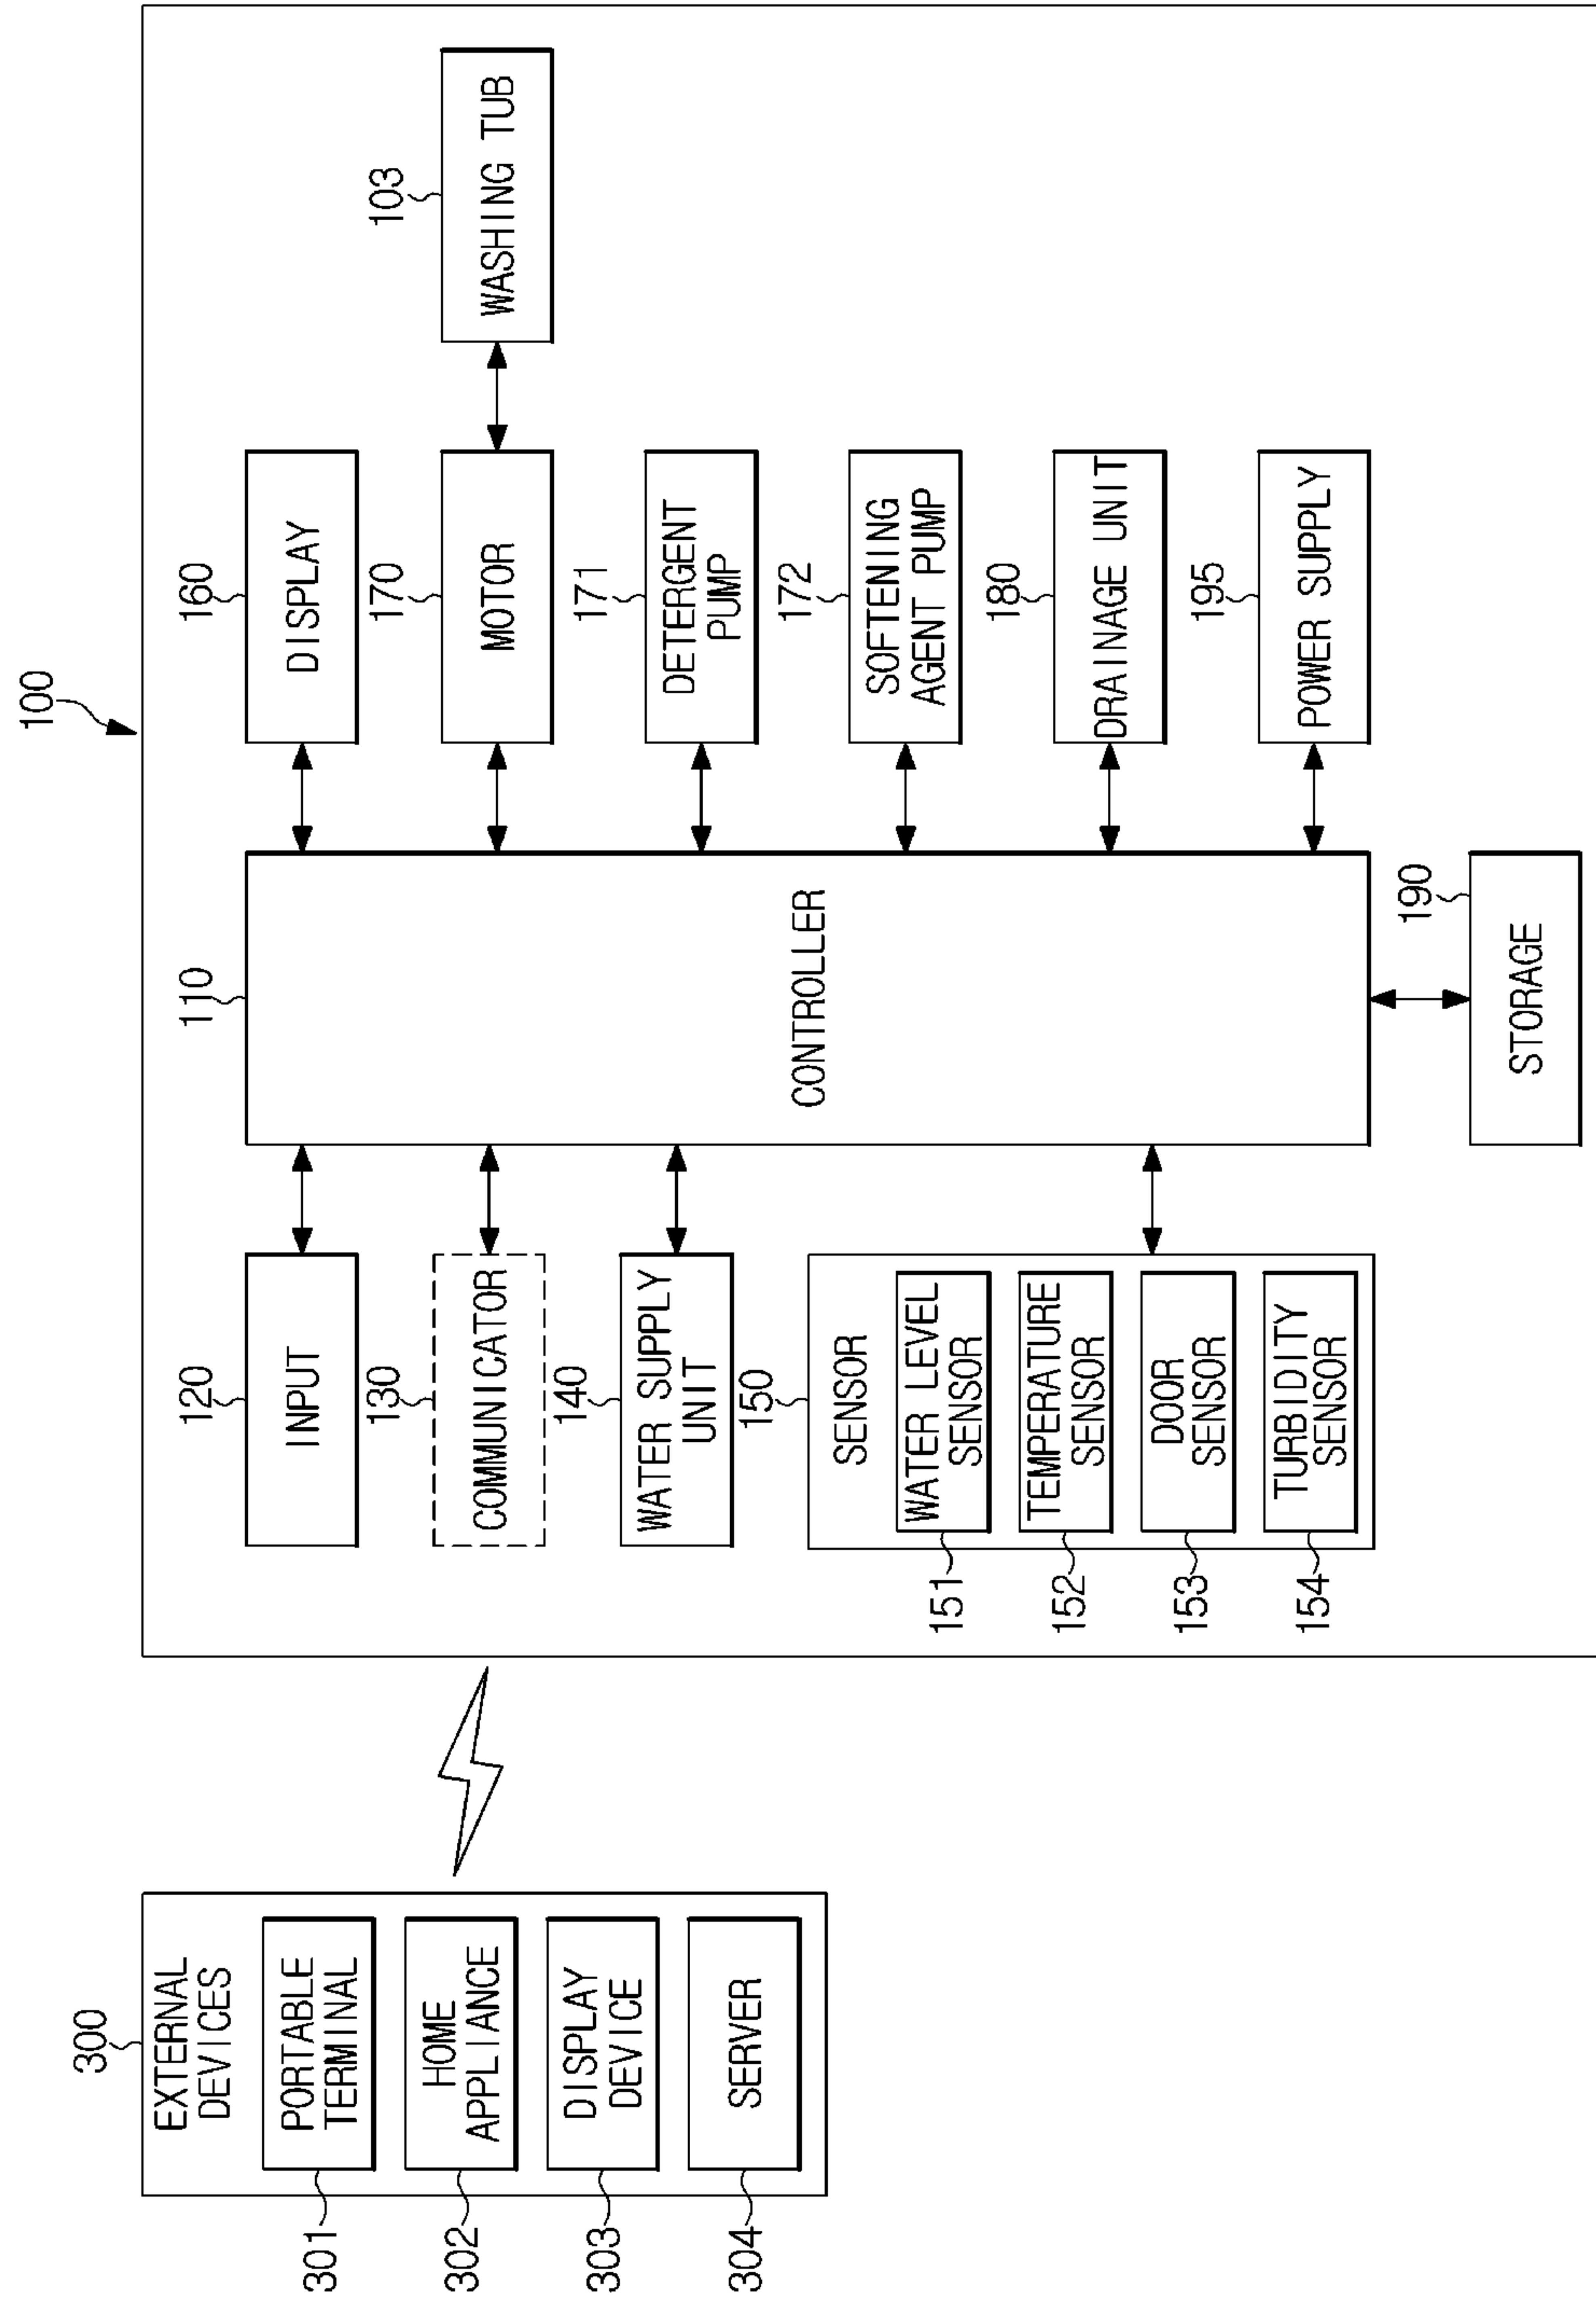 100
300
EXTERNAL
DEVICES
301
PORTABLE
TERMINAL
302
HOME
APPLIANCE
303
DISPLAY
DEVICE
304
SERVER
120
INPUT
130
COMMUNICATOR
140
WATER SUPPLY
UNIT
150
SENSOR
151
WATER LEVEL
SENSOR
152
TEMPERATURE
SENSOR
153
DOOR
SENSOR
154
TURBIDITY
SENSOR
110
CONTROLLER
190
STORAGE
160
DISPLAY
170
MOTOR
103
WASHING TUB
171
DETERGENT
PUMP
172
SOFTENING
AGENT PUMP
180
DRAINAGE UNIT
195
POWER SUPPLY